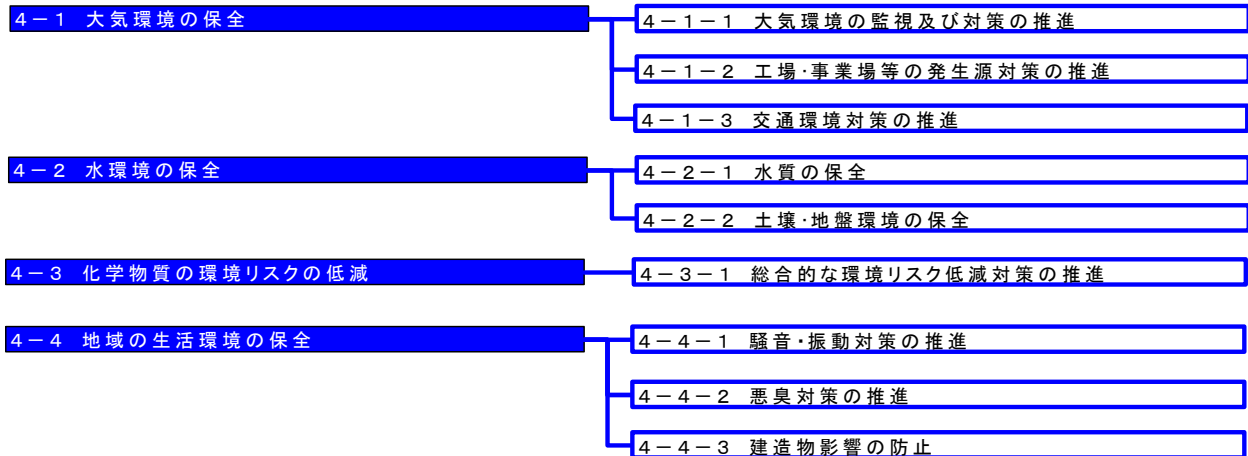 4－1 大気環境の保全
4－1－1 大気環境の監視及び対策の推進
4－1－2 工場･事業場等の発生源対策の推進
4－1－3 交通環境対策の推進
4－2 水環境の保全
4－2－1 水質の保全
4－2－2 土壌･地盤環境の保全
4－3 化学物質の環境リスクの低減
4－3－1 総合的な環境リスク低減対策の推進
4－4 地域の生活環境の保全
4－4－1 騒音・振動対策の推進
4－4－2 悪臭対策の推進
4－4－3 建造物影響の防止